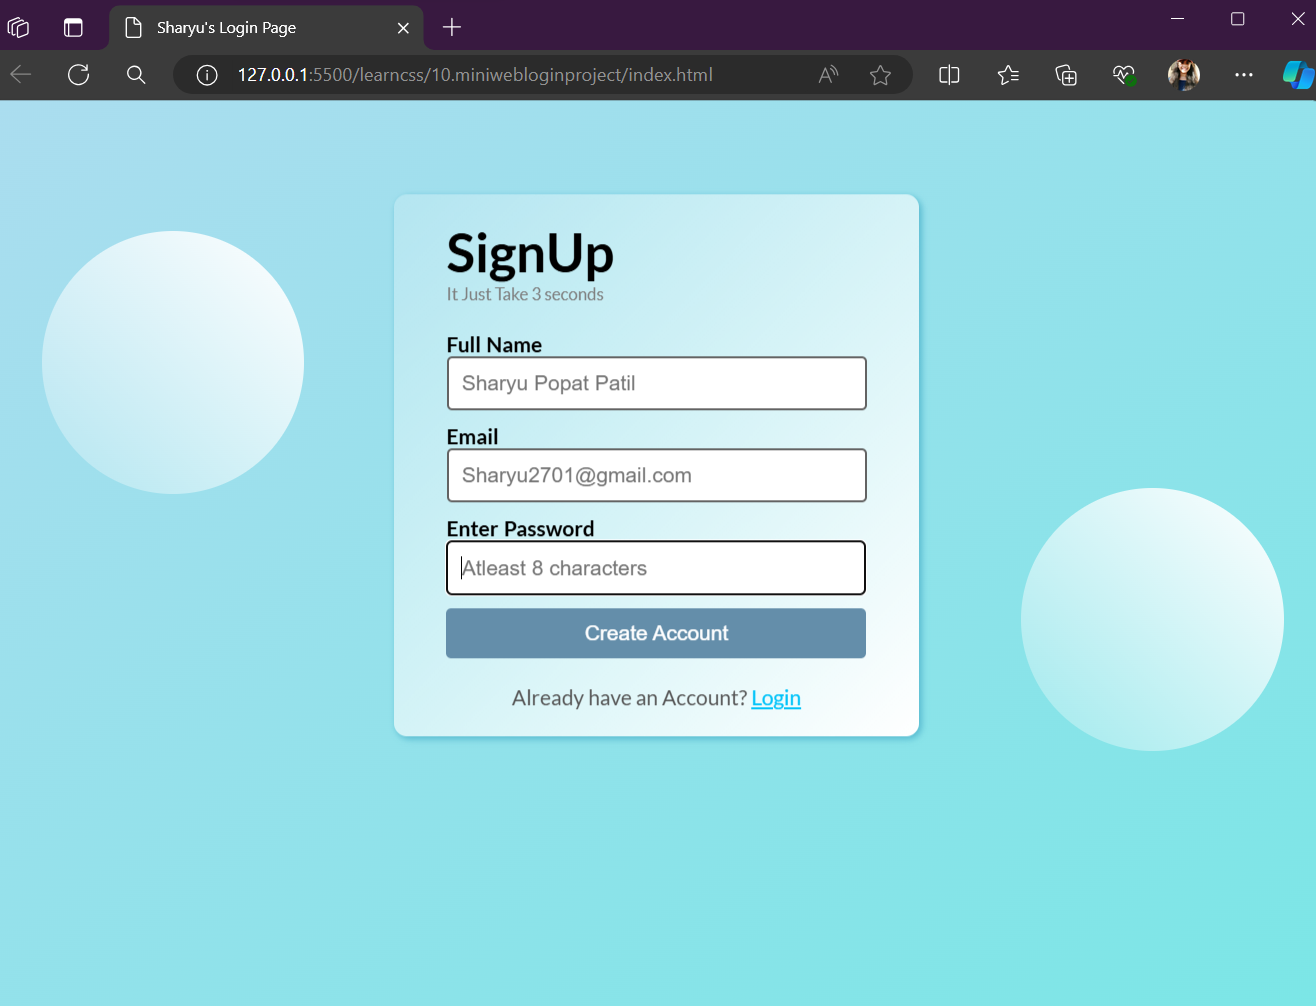 Sharyu's Login Page
127.0.0.1:5500/learncss/10.miniwebloginproject/index.html
SignUp
It Just Take 3 seconds
Full Name
Sharyu Popat Patil
Email
Sharyu2701@gmail.com
Enter Password
Atleast 8 characters
Create Account
Already have an Account? Login